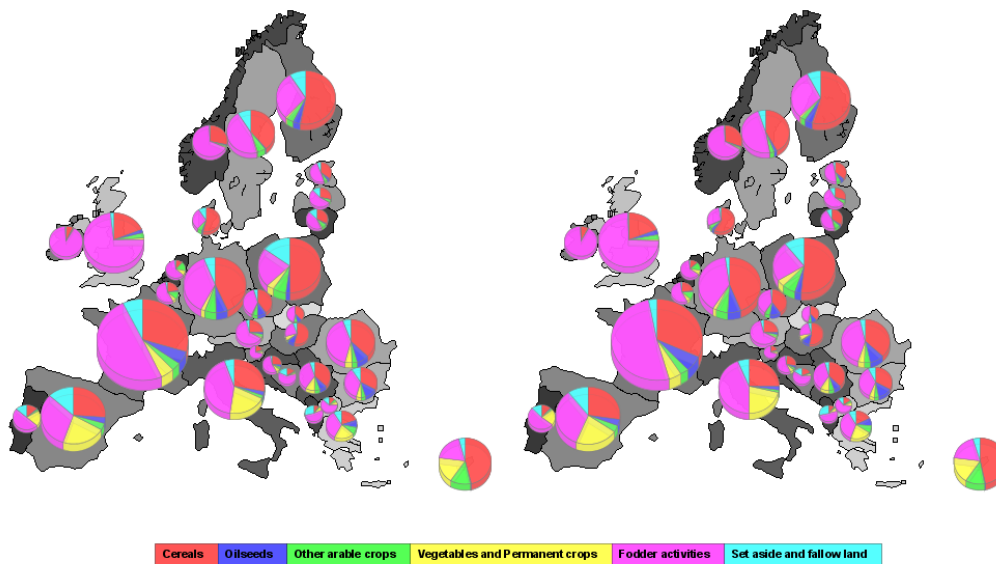 Cereals Oilseeds Other arable crops Vegetables and Permanent crops Fodder activities Set aside and fallow land